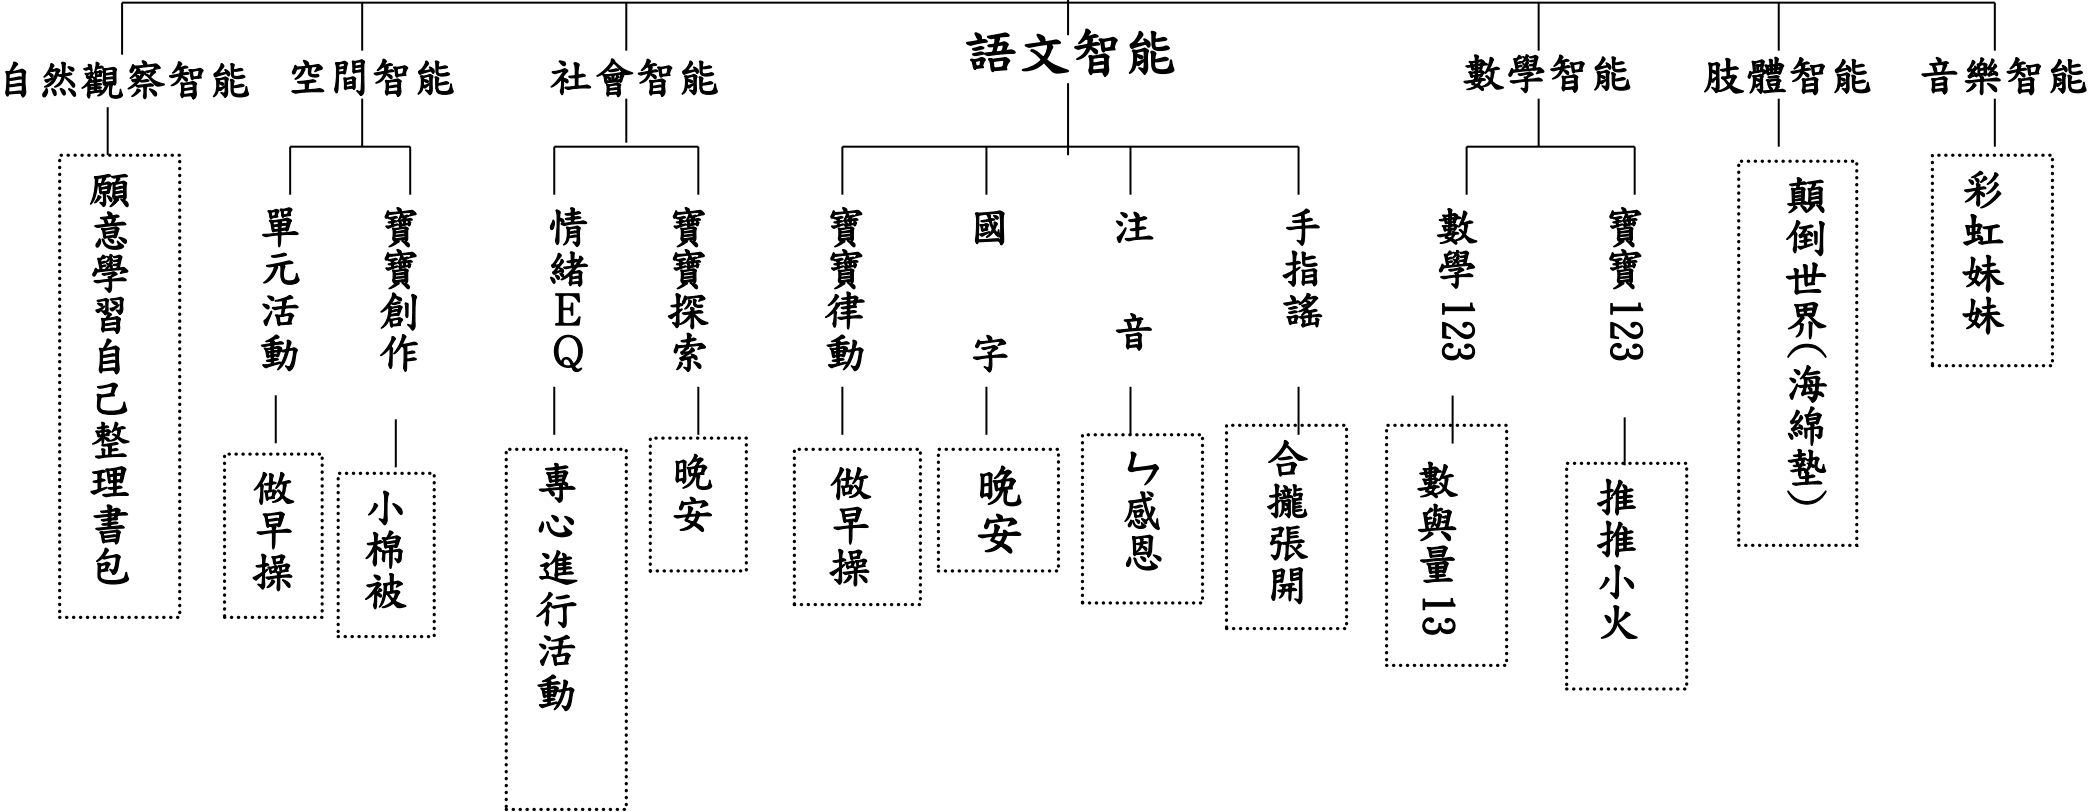 自然觀察智能
空間智能
社會智能
語文智能
數學智能
肢體智能
音樂智能
願意學習自己整理書包
單元活動
寶寶創作
情緒EQ
寶寶探索
寶寶律動
國字
注音
手指謠
數學123
寶寶123
顛倒世界(海綿墊)
彩虹妹妹
做早操
小棉被
專心進行活動
晚安
做早操
晚安
ㄣ感恩
合攏張開
數與量13
推推小火